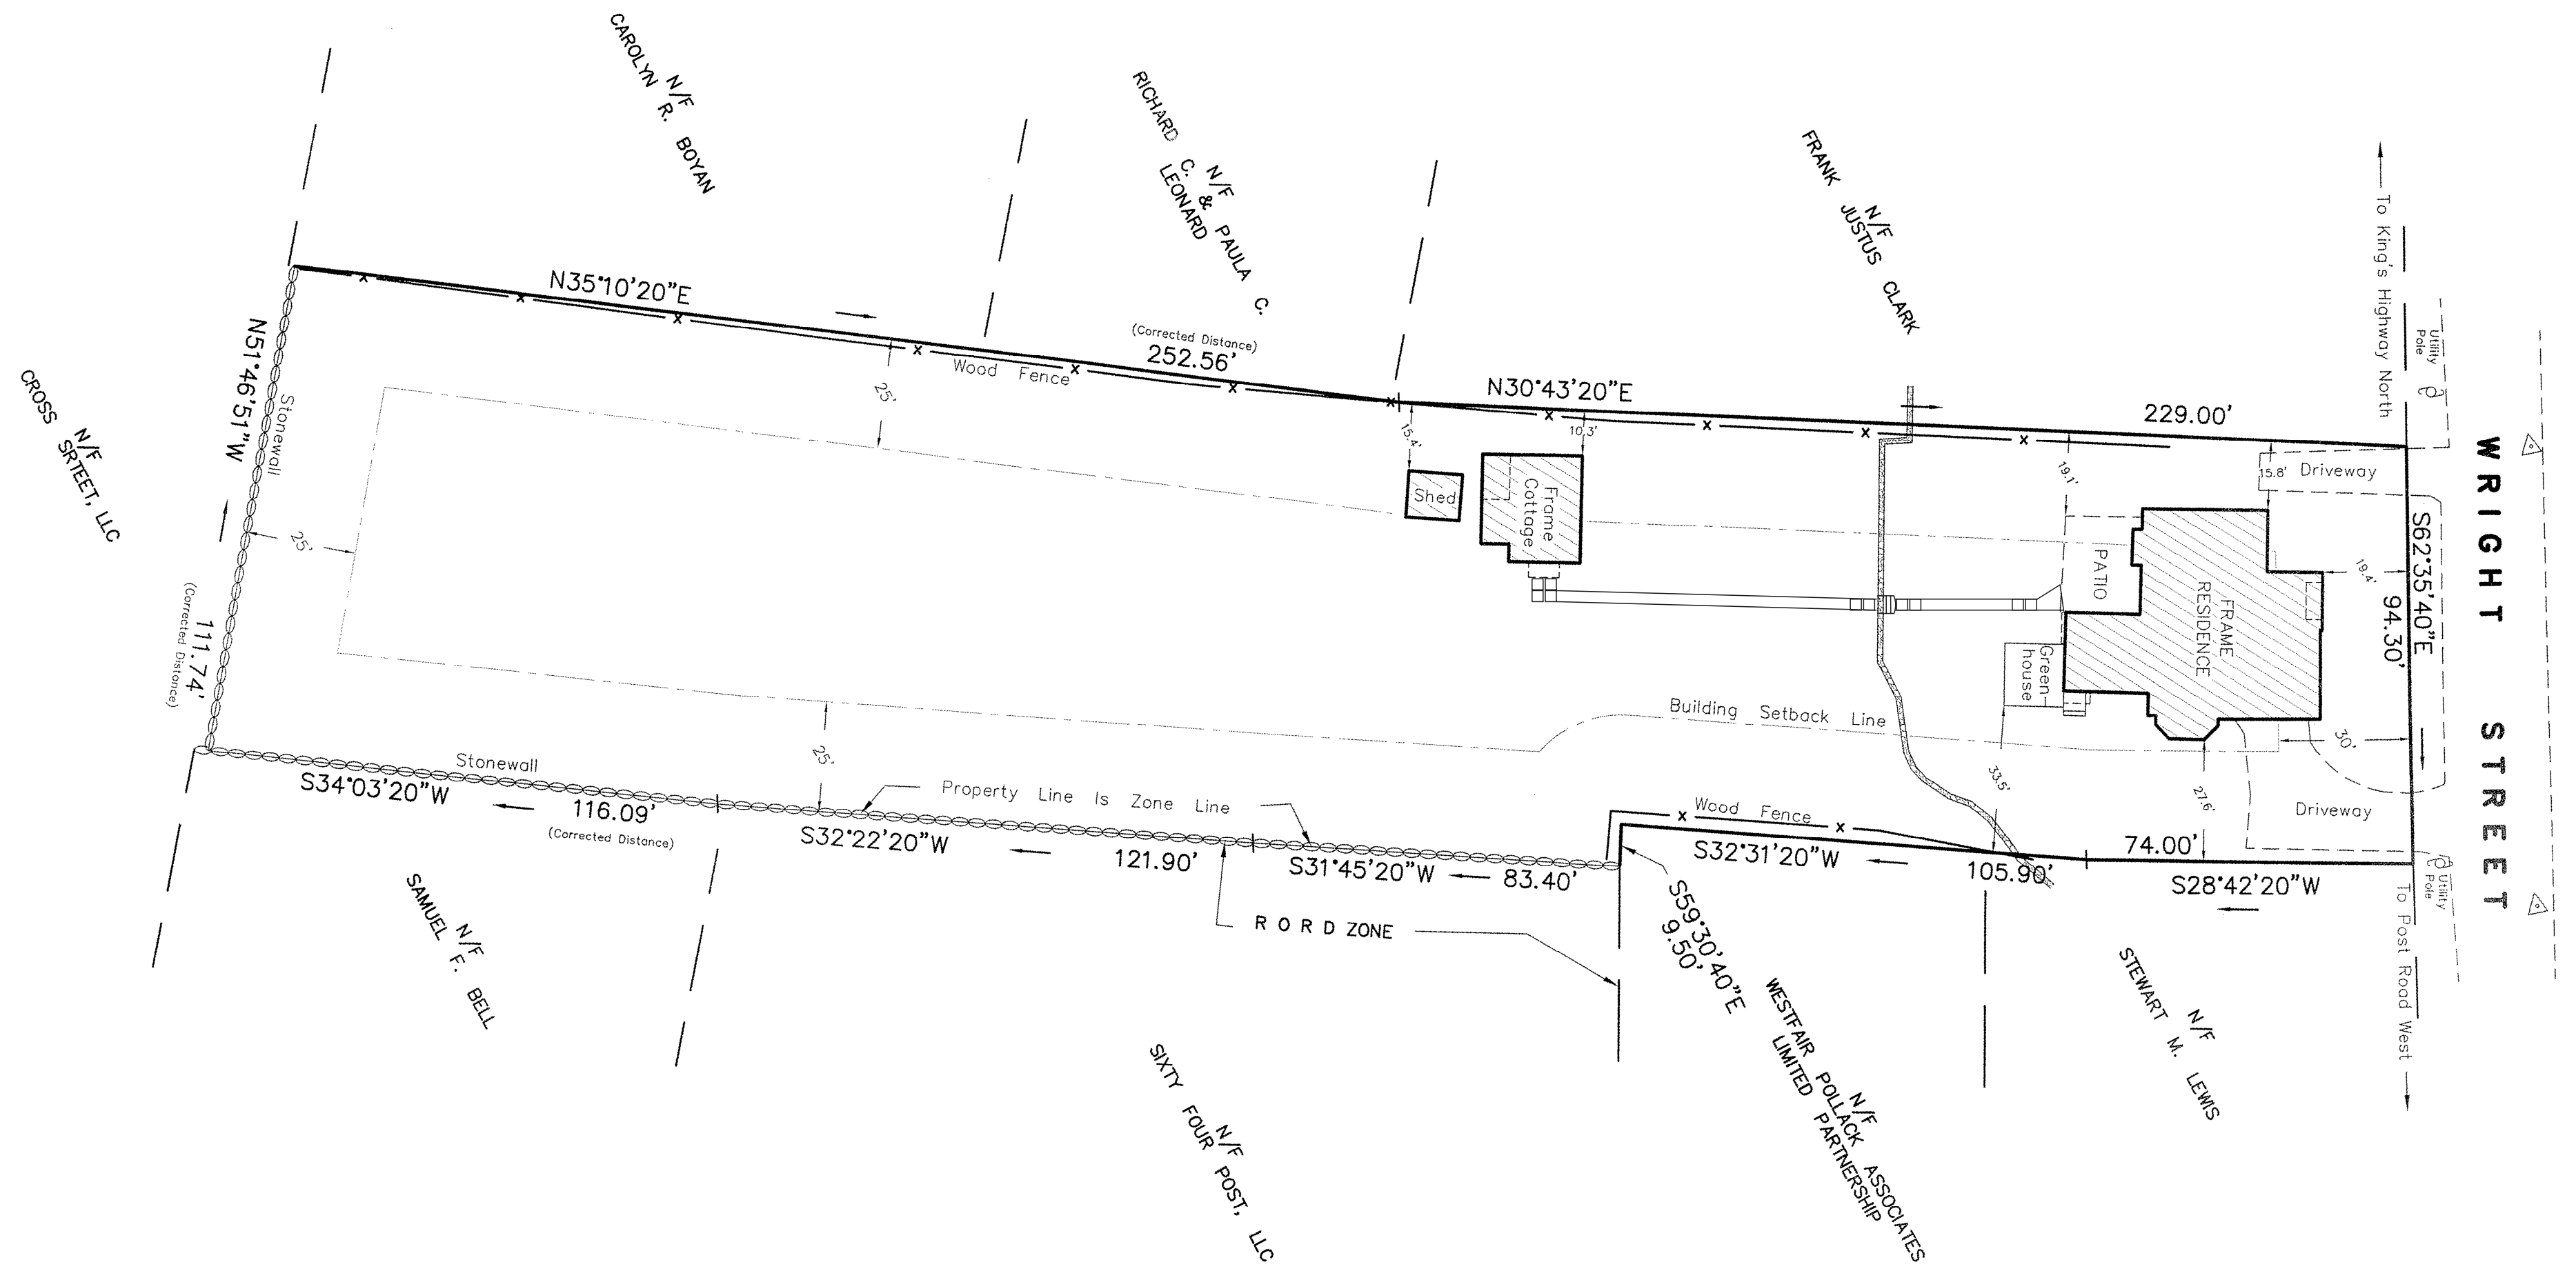 N/F
CAROLYN R. BOYAN
N/F
RICHARD C. & PAULA C.
LEONARD
N/F
FRANK JUSTUS CLARK
To King's Highway North
Utility
Pole
N35°10'20"E
(Corrected Distance)
252.56'
Wood Fence
25'
N30°43'20"E
229.00'
15.4'
10.3'
19.1'
15.8'
Driveway
N/F
CROSS SRTEET, LLC
N51°46'51"W
Stonewall
25'
111.74'
(Corrected Distance)
Shed
Frame
Cottage
PATIO
FRAME
RESIDENCE
Green-
house
19.4'
S62°35'40"E
94.30'
WRIGHT STREET
Building Setback Line
30'
25'
33.5'
27.6'
Driveway
Stonewall
S34°03'20"W
116.09'
(Corrected Distance)
Property Line Is Zone Line
S32°22'20"W
121.90'
S31°45'20"W
83.40'
Wood Fence
S32°31'20"W
105.90'
74.00'
S28°42'20"W
Utility
Pole
To Post Road West
S59°30'40"E
9.50'
R O R D ZONE
N/F
SAMUEL F. BELL
N/F
SIXTY FOUR POST, LLC
N/F
WESTFAIR POLLACK ASSOCIATES
LIMITED PARTNERSHIP
N/F
STEWART M. LEWIS